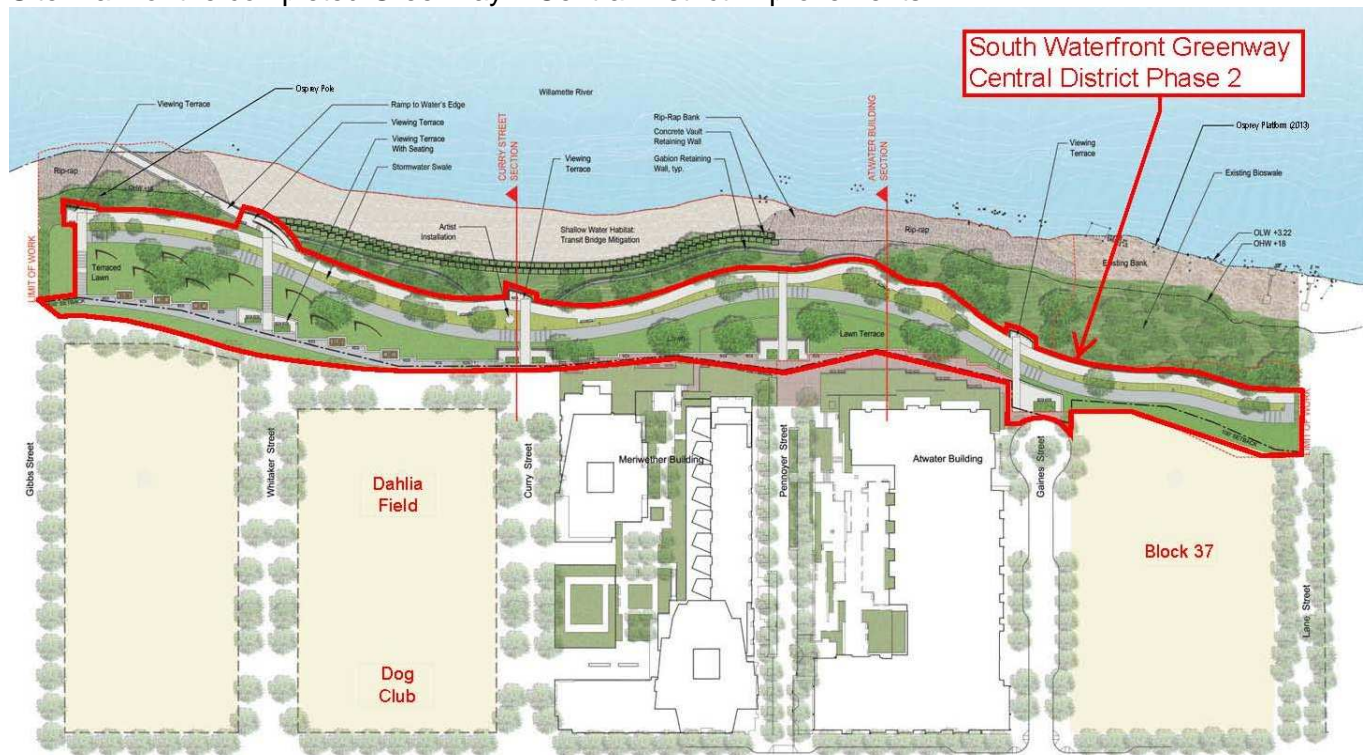 South Waterfront Greenway
Central District Phase 2
Willamette River
Viewing Terrace
Osprey Pole
Ramp to Water's Edge
Viewing Terrace
Viewing Terrace
With Seating
Stormwater Swale
CURRY STREET
SECTION
Viewing
Terrace
Rip-Rap Bank
Concrete Vault
Retaining Wall
Gabion Retaining
Wall, typ.
ATWATER BUILDING
SECTION
Viewing
Terrace
Osprey Platform (2013)
Existing Bioswale
OLW +3.22
OHW +18
Rip-rap
Artist
Installation
Shallow Water Habitat:
Transit Bridge Mitigation
Rip-rap
Existing Bank
LIMIT OF WORK
Terraced
Lawn
Lawn Terrace
LIMIT OF WORK
Gibbs Street
Whitaker Street
Dahlia
Field
Dog
Club
Curry Street
Meriwether Building
Pennoyer Street
Atwater Building
Gaines Street
Block 37
Lane Street